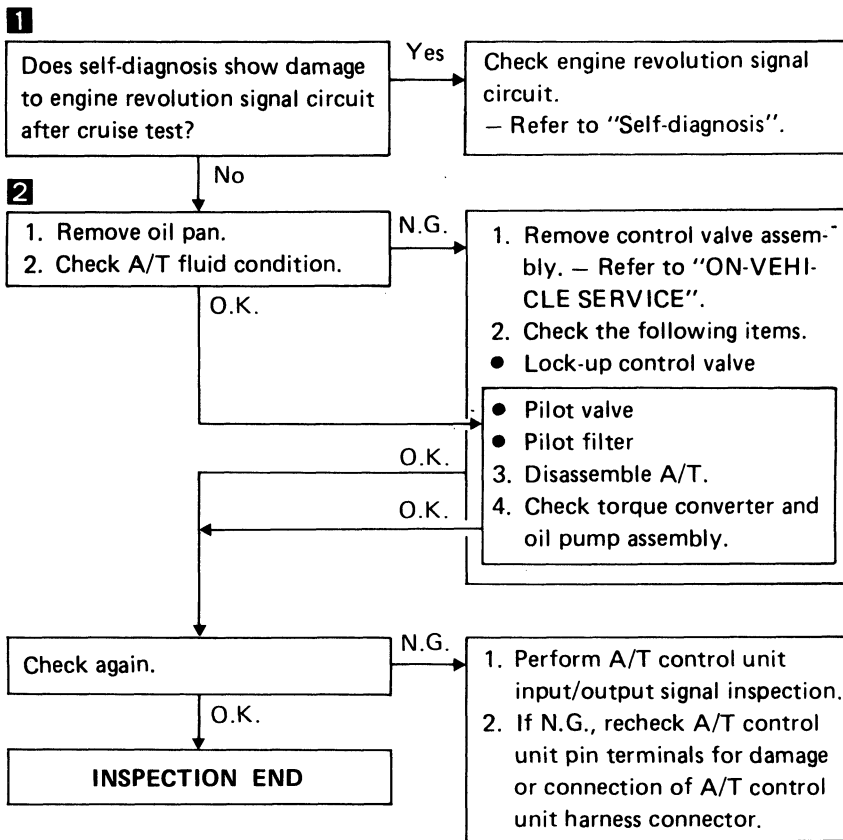 1
Does self-diagnosis show damage
to engine revolution signal circuit
after cruise test?
Yes
Check engine revolution signal
circuit.
— Refer to "Self-diagnosis".
No
2
1. Remove oil pan.
2. Check A/T fluid condition.
N.G.
O.K.
1. Remove control valve assem-
bly. — Refer to "ON-VEHI-
CLE SERVICE".
2. Check the following items.
● Lock-up control valve
● Pilot valve
● Pilot filter
3. Disassemble A/T.
4. Check torque converter and
oil pump assembly.
O.K.
O.K.
Check again.
N.G.
O.K.
1. Perform A/T control unit
input/output signal inspection.
2. If N.G., recheck A/T control
unit pin terminals for damage
or connection of A/T control
unit harness connector.
INSPECTION END